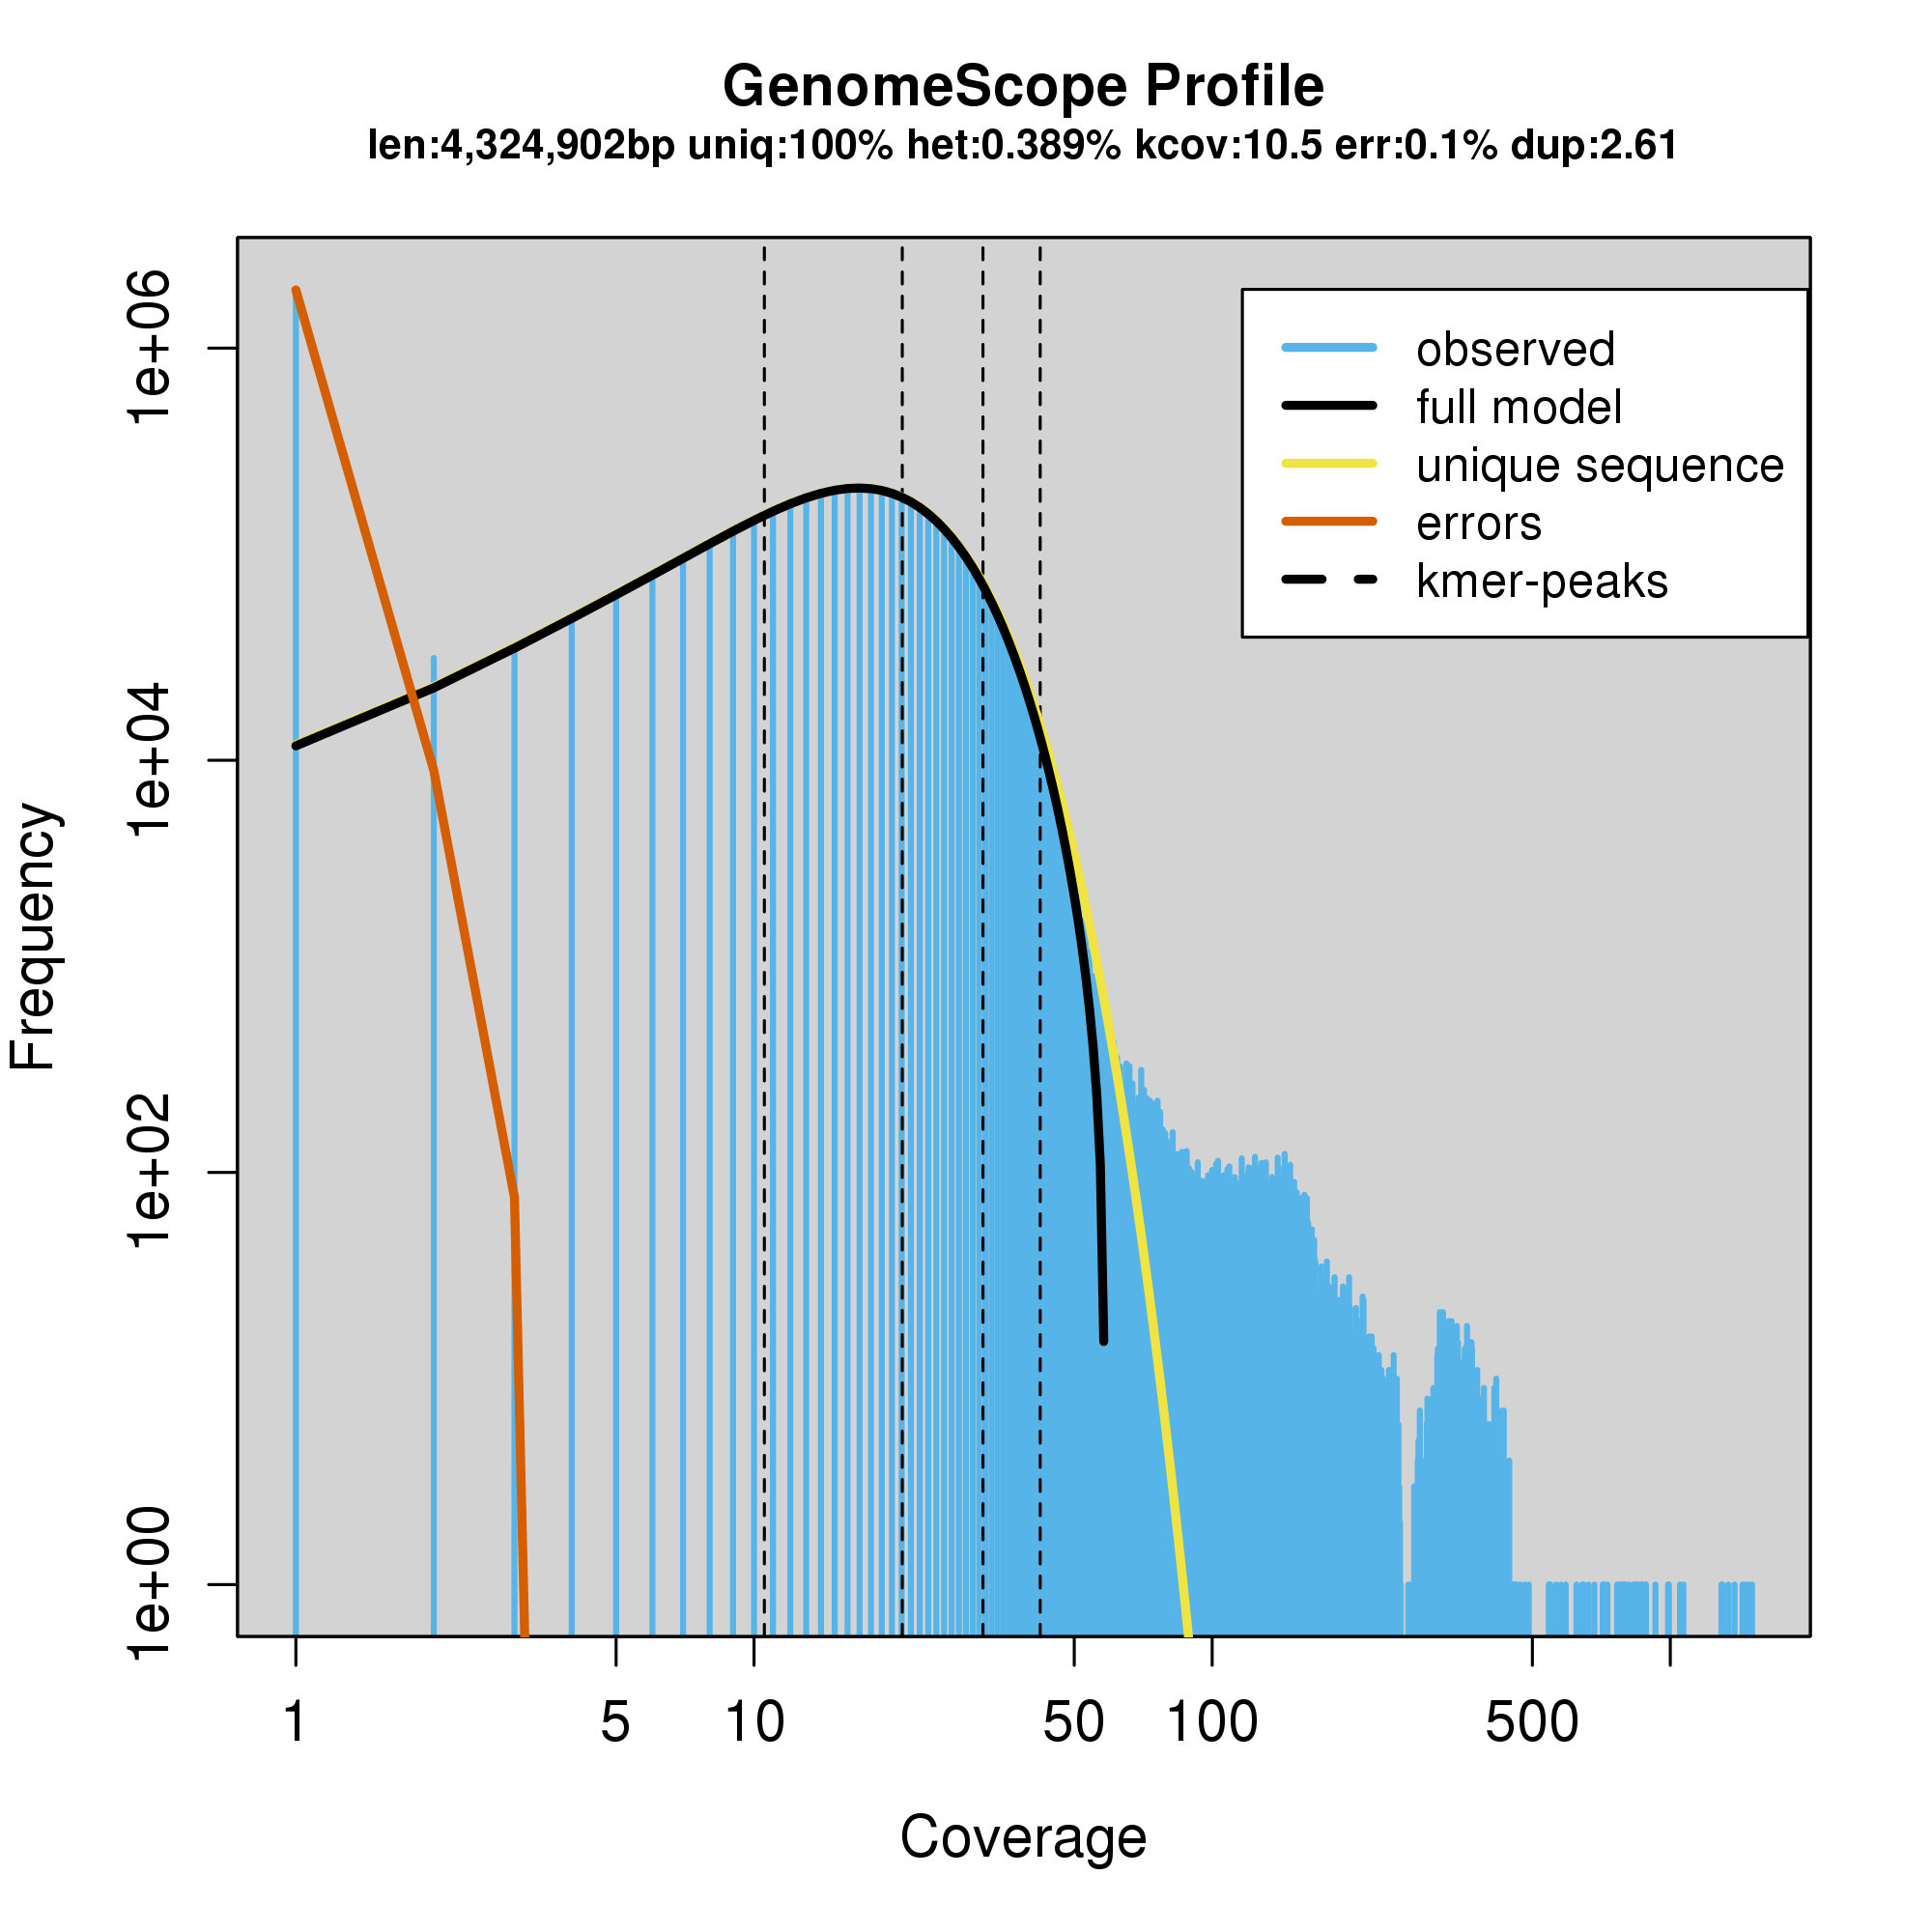 GenomeScope Profile
len:4,324,902bp uniq:100% het:0.389% kcov:10.5 err:0.1% dup:2.61
observed
full model
unique sequence
errors
kmer-peaks
1e+06
1e+04
1e+02
1e+00
Frequency
1 5 10 50 100 500
Coverage